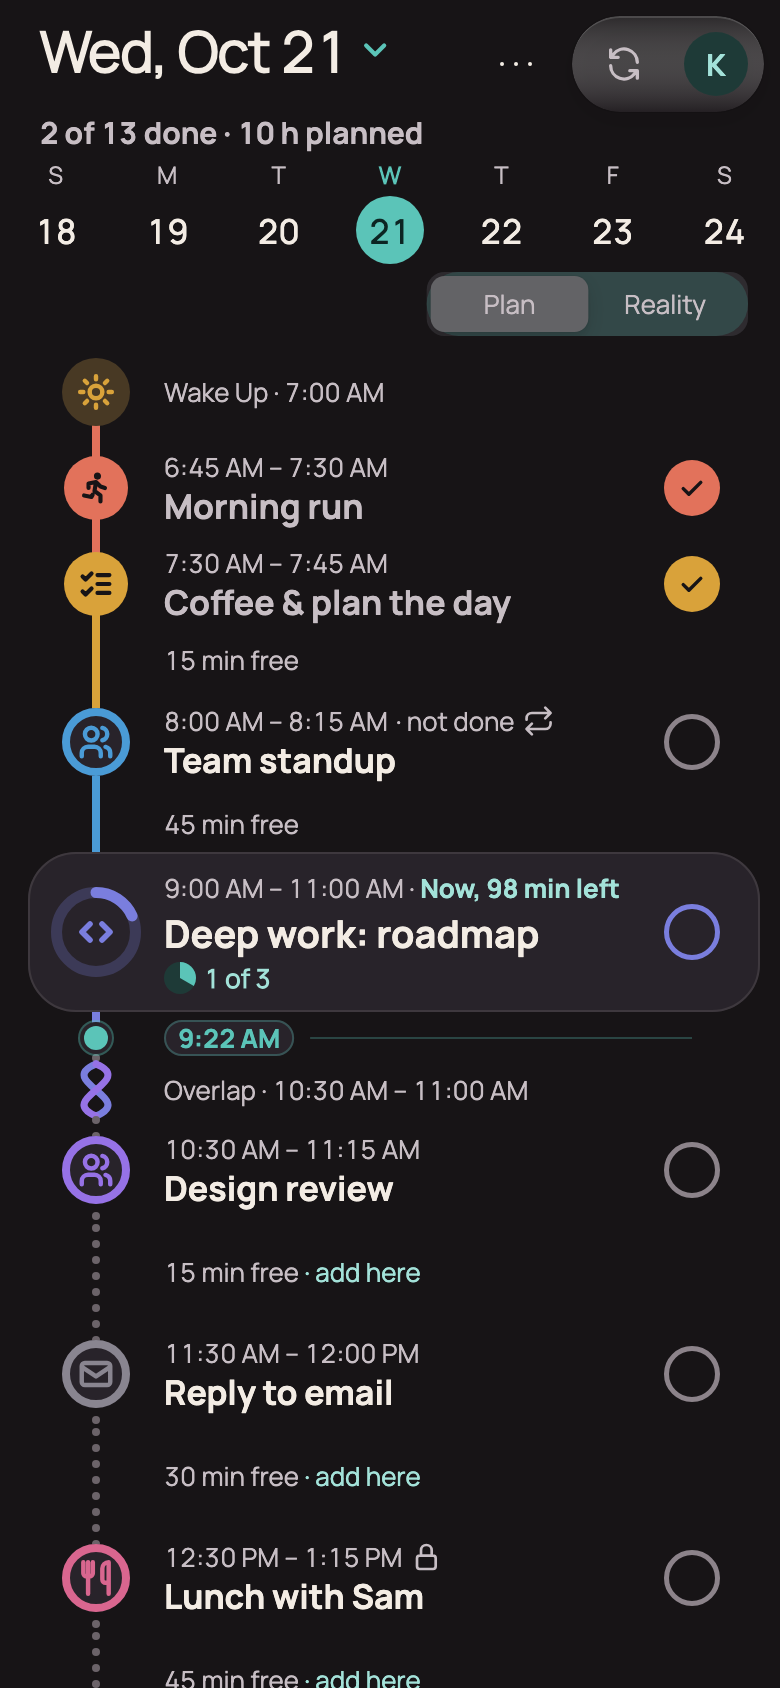 Wed, Oct 21
...
K
2 of 13 done · 10 h planned
S M T W T F S
18 19 20 21 22 23 24
Plan Reality
Wake Up · 7:00 AM
6:45 AM – 7:30 AM
Morning run
7:30 AM – 7:45 AM
Coffee & plan the day
15 min free
8:00 AM – 8:15 AM · not done
Team standup
45 min free
9:00 AM – 11:00 AM · Now, 98 min left
Deep work: roadmap
1 of 3
9:22 AM
Overlap · 10:30 AM – 11:00 AM
10:30 AM – 11:15 AM
Design review
15 min free · add here
11:30 AM – 12:00 PM
Reply to email
30 min free · add here
12:30 PM – 1:15 PM
Lunch with Sam
45 min free · add here